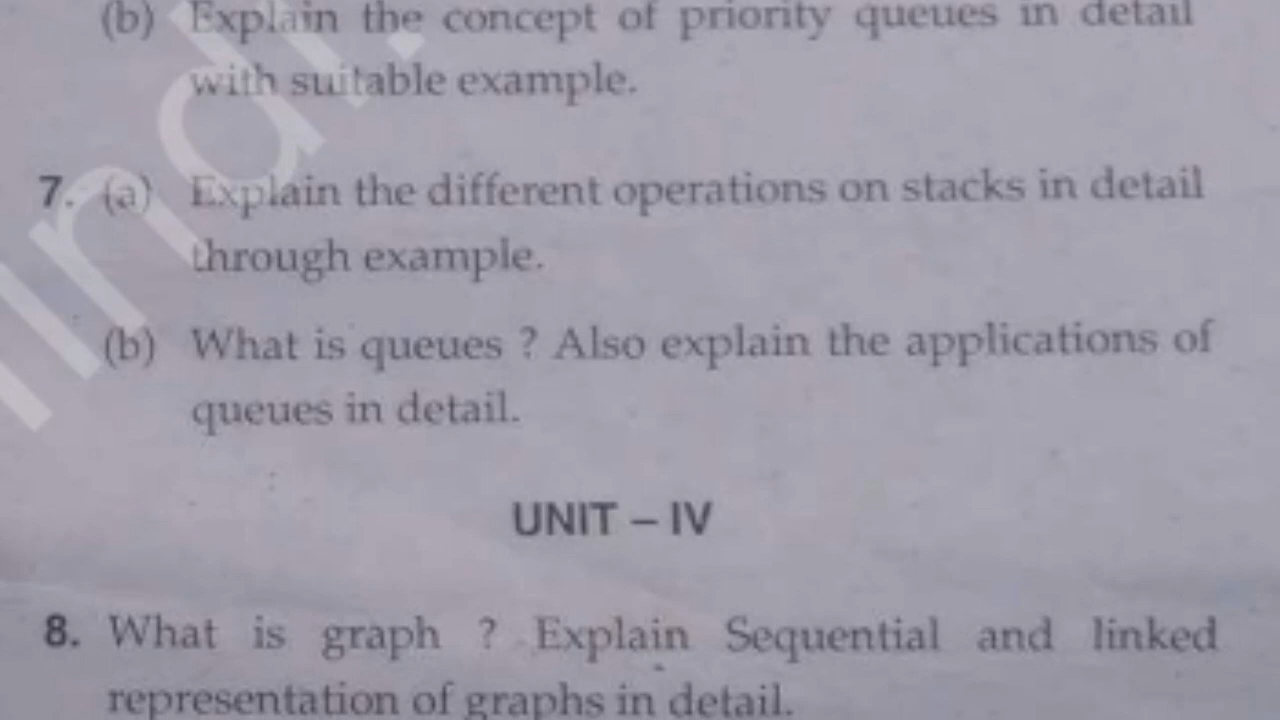 (b) Explain the concept of priority queues in detail
with suitable example.
7. (a) Explain the different operations on stacks in detail
through example.
(b) What is queues ? Also explain the applications of
queues in detail.
UNIT – IV
8. What is graph ? Explain Sequential and linked
representation of graphs in detail.